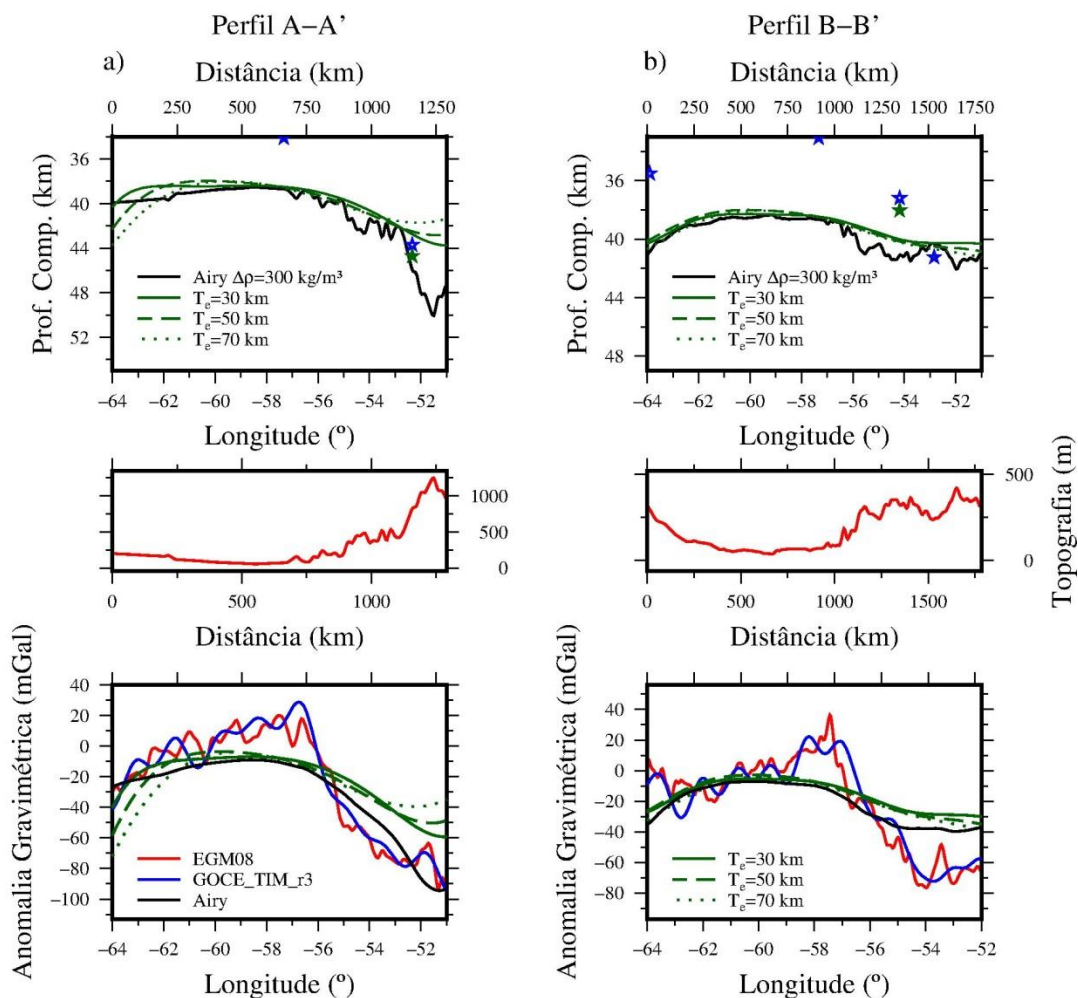 Perfil A–A’
a)
Distância (km)
0 250 500 750 1000 1250
Prof. Comp. (km)
36
40
44
48
52
Airy Δρ=300 kg/m³
Te=30 km
Te=50 km
Te=70 km
−64 −62 −60 −58 −56 −54 −52
Longitude (º)
1000
500
0
0 500 1000
Distância (km)
Anomalia Gravimétrica (mGal)
40
20
0
−20
−40
−60
−80
−100
EGM08
GOCE_TIM_r3
Airy
−64 −62 −60 −58 −56 −54 −52
Longitude (º)
Perfil B–B’
b)
Distância (km)
0 250 500 750 1000 1250 1500 1750
Prof. Comp. (km)
36
40
44
48
Airy Δρ=300 kg/m³
Te=30 km
Te=50 km
Te=70 km
−64 −62 −60 −58 −56 −54 −52
Longitude (º)
500
0
Topografia (m)
0 500 1000 1500
Distância (km)
Anomalia Gravimétrica (mGal)
40
20
0
−20
−40
−60
−80
Te=30 km
Te=50 km
Te=70 km
−64 −62 −60 −58 −56 −54 −52
Longitude (º)